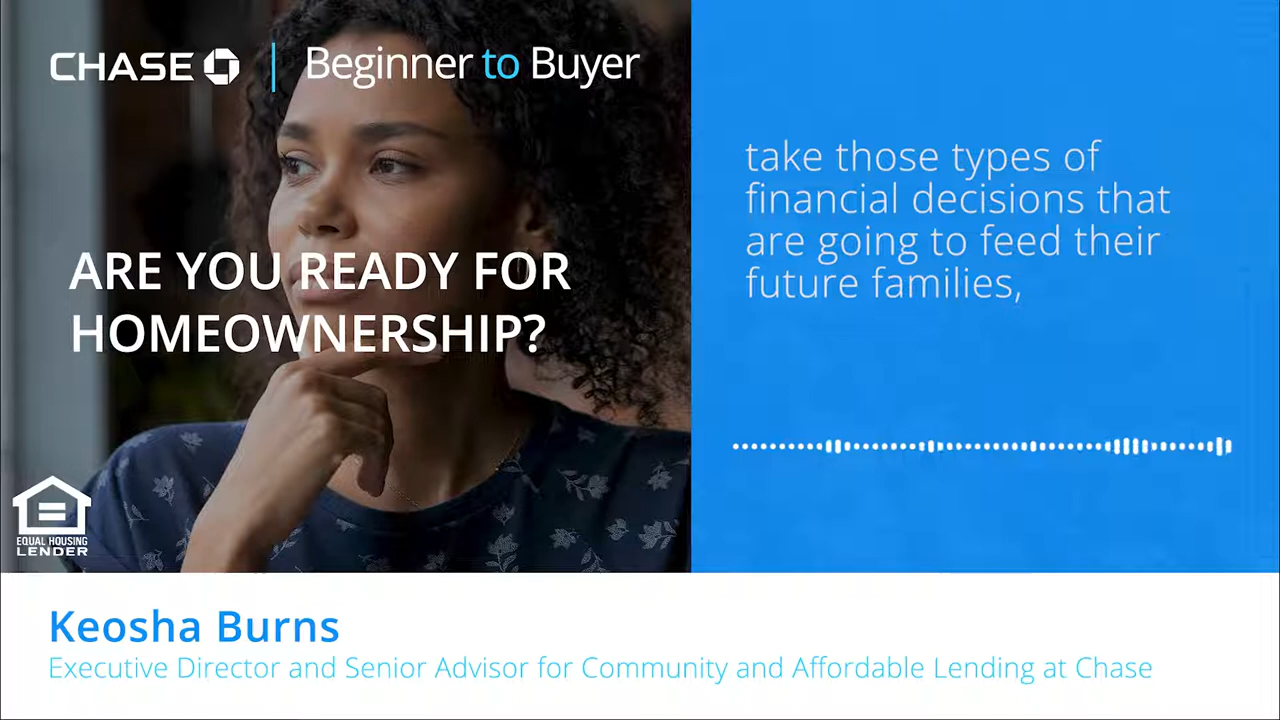 CHASE
Beginner to Buyer
ARE YOU READY FOR
HOMEOWNERSHIP?
EQUAL HOUSING
LENDER
take those types of
financial decisions that
are going to feed their
future families,
Keosha Burns
Executive Director and Senior Advisor for Community and Affordable Lending at Chase